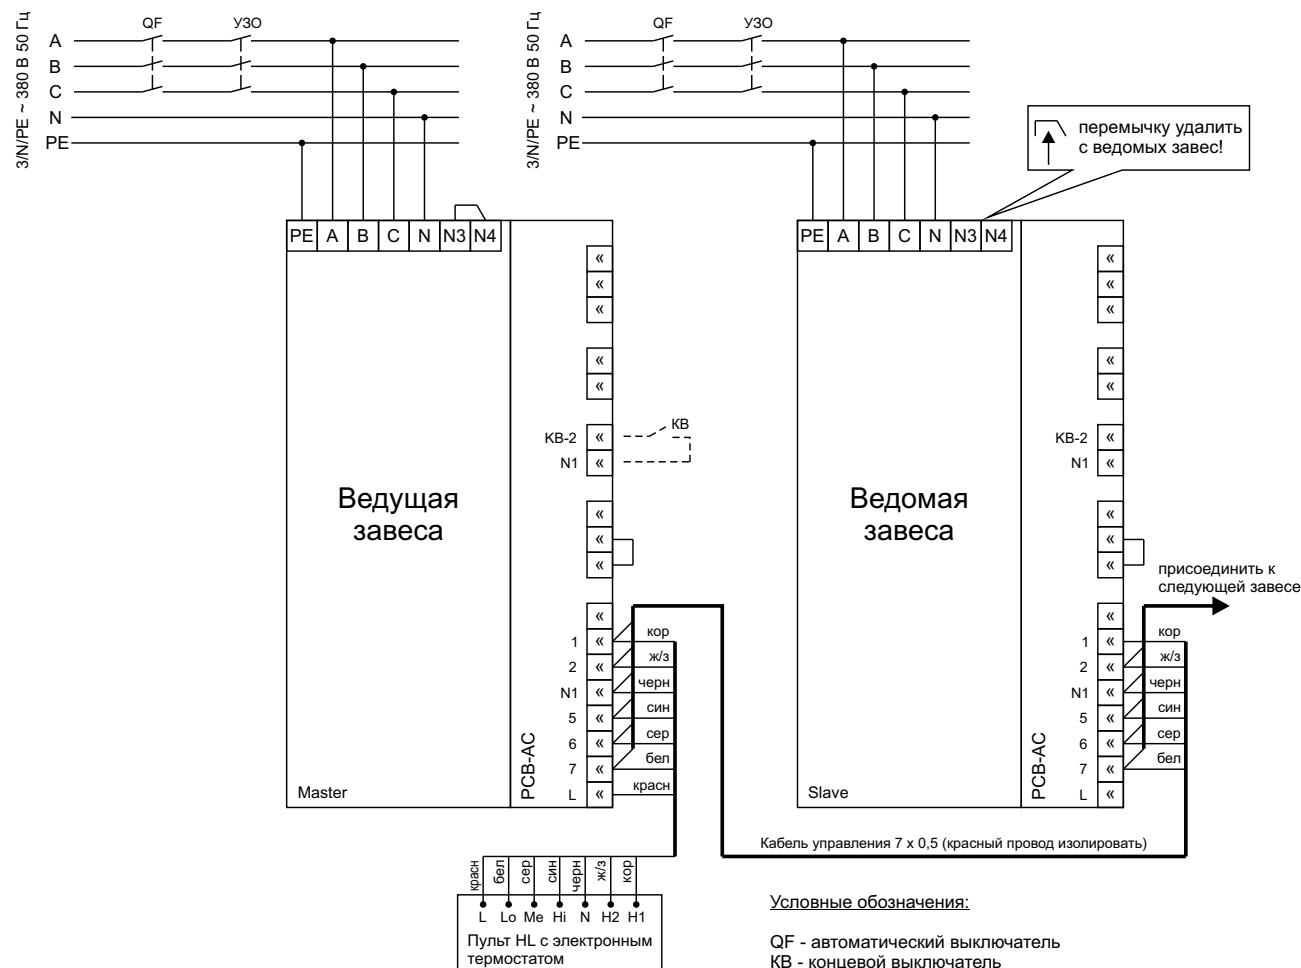 QF
УЗО
3/N/PE ~ 380 В 50 Гц
A
B
C
N
PE
QF
УЗО
3/N/PE ~ 380 В 50 Гц
A
B
C
N
PE
перемычку удалить
с ведомых завес!
PE A B C N N3 N4
PE A B C N N3 N4
«
«
«
«
«
KB-2 «
N1 «
КВ
«
«
«
«
1 «
2 «
N1 «
5 «
6 «
7 «
L «
Ведущая
завеса
Master
PCB-AC
кор
ж/з
черн
син
сер
бел
красн
«
«
«
«
«
KB-2 «
N1 «
«
«
«
«
1 «
2 «
N1 «
5 «
6 «
7 «
L «
Ведомая
завеса
Slave
PCB-AC
присоединить к
следующей завесе
кор
ж/з
черн
син
сер
бел
Кабель управления 7 x 0,5 (красный провод изолировать)
красн бел сер син черн ж/з кор
L Lo Me Hi N H2 H1
Пульт HL с электронным
термостатом
Условные обозначения:
QF - автоматический выключатель
КВ - концевой выключатель